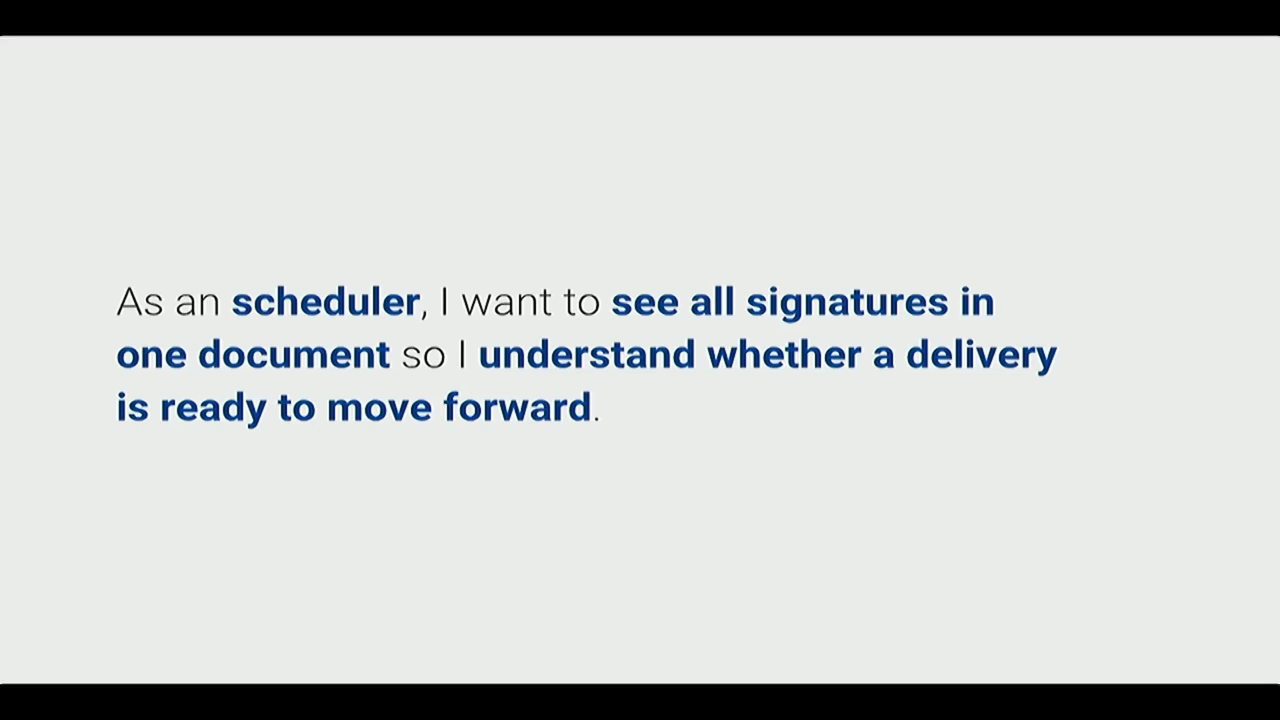 As an scheduler, I want to see all signatures in
one document so I understand whether a delivery
is ready to move forward.